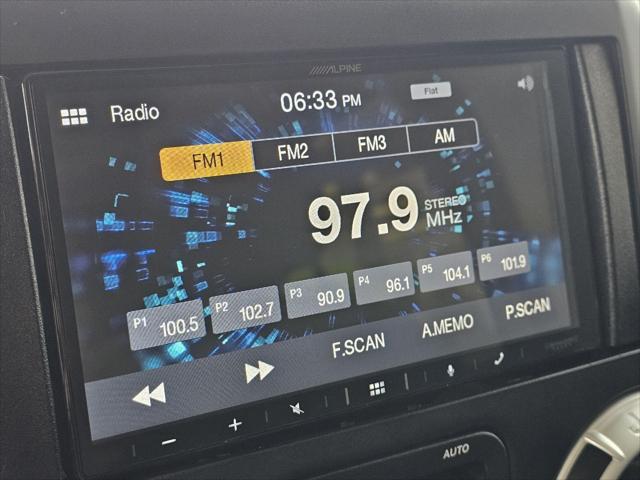 ALPINE
Radio
06:33 PM
Flat
FM1 FM2 FM3 AM
97.9 STEREO MHz
P1 100.5 P2 102.7 P3 90.9 P4 96.1 P5 104.1 P6 101.9
F.SCAN A.MEMO P.SCAN
AUTO